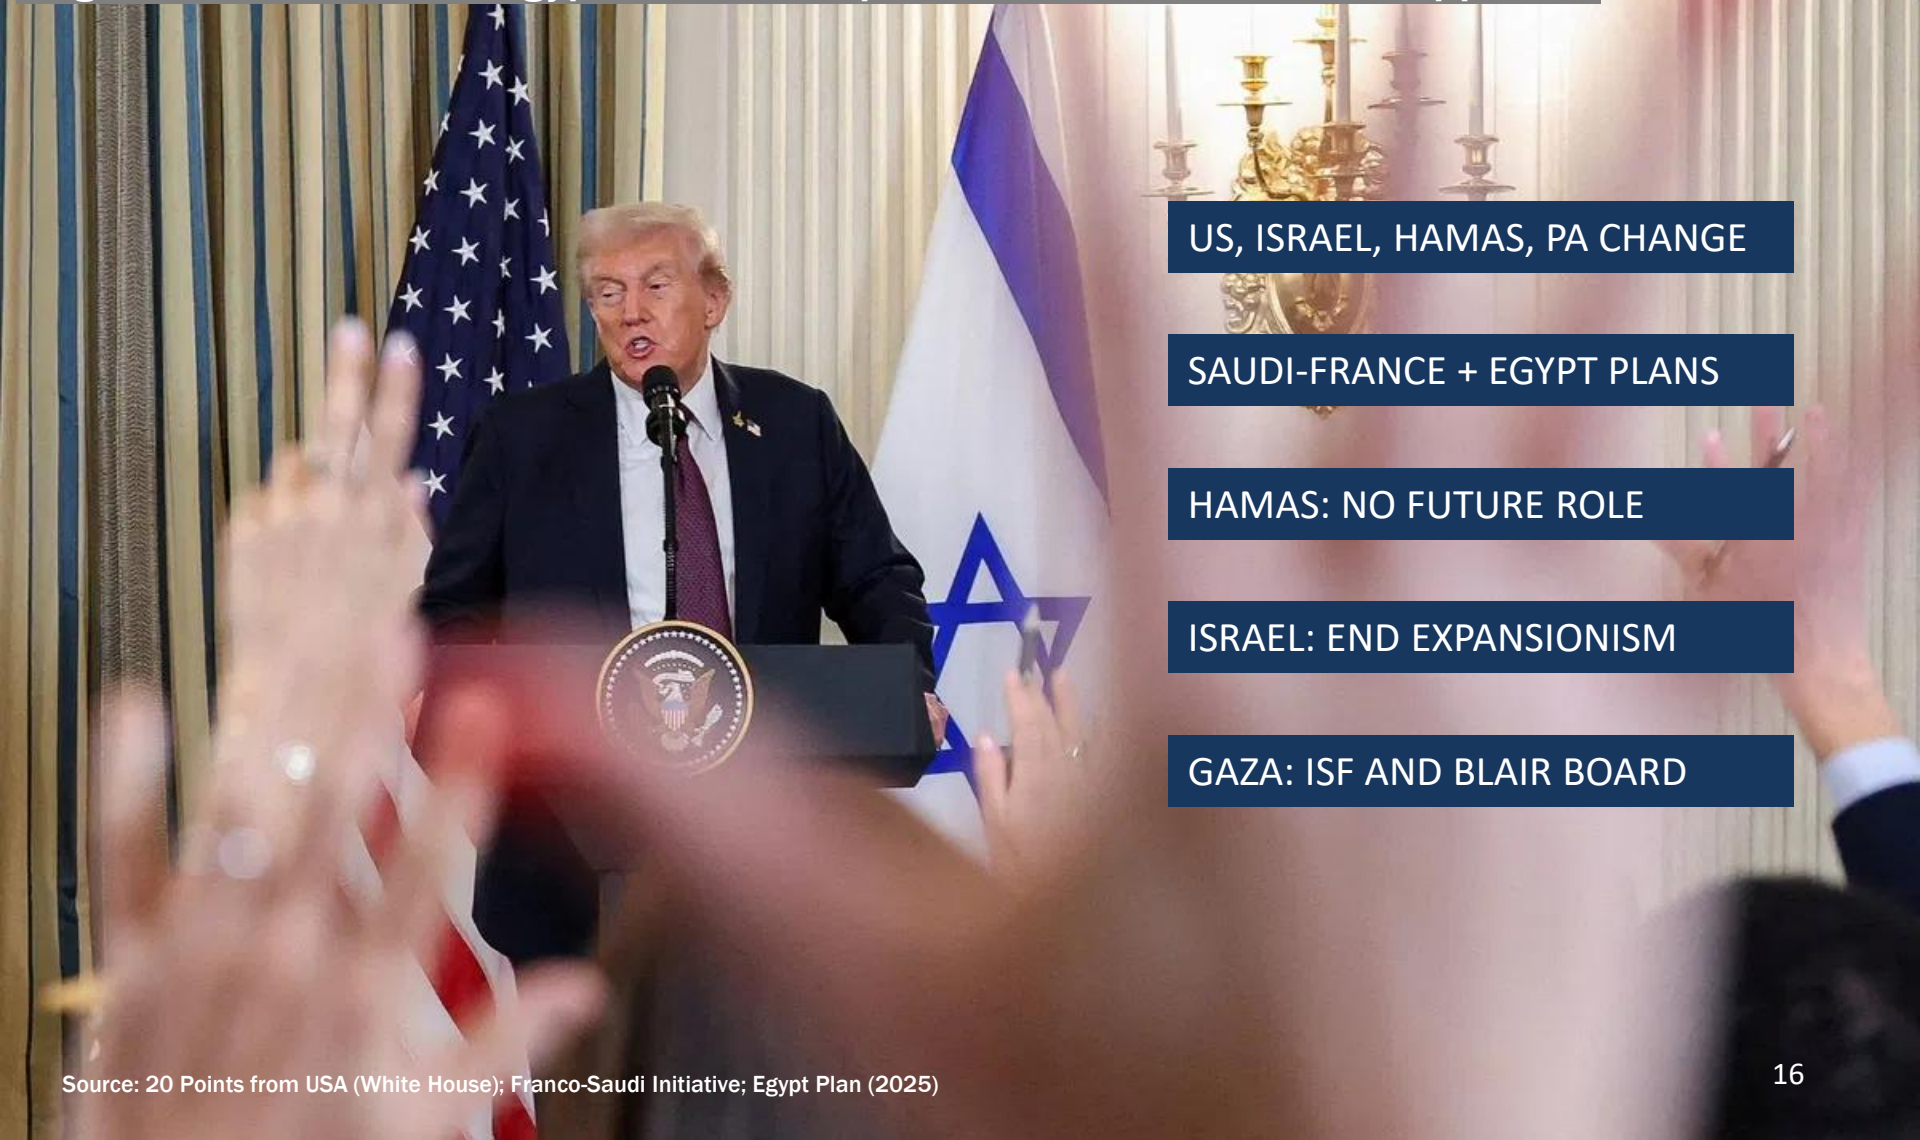 US, ISRAEL, HAMAS, PA CHANGE
SAUDI-FRANCE + EGYPT PLANS
HAMAS: NO FUTURE ROLE
ISRAEL: END EXPANSIONISM
GAZA: ISF AND BLAIR BOARD
Source: 20 Points from USA (White House); Franco-Saudi Initiative; Egypt Plan (2025)
16